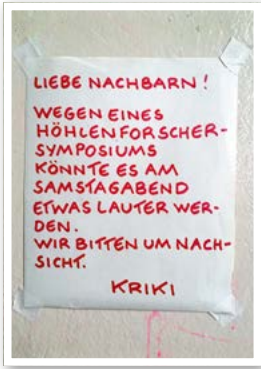 LIEBE NACHBARN!
WEGEN EINES
HÖHLENFORSCHER-
SYMPOSIUMS
KÖNNTE ES AM
SAMSTAGABEND
ETWAS LAUTER WER-
DEN.
WIR BITTEN UM NACH-
SICHT.
KRIKI